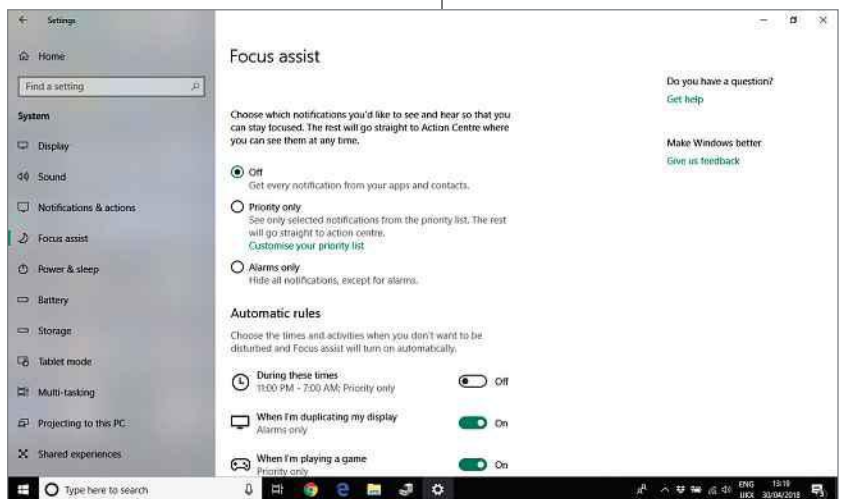 Settings
Home
Find a setting
System
Display
Sound
Notifications & actions
Focus assist
Power & sleep
Battery
Storage
Tablet mode
Multi-tasking
Projecting to this PC
Shared experiences
Focus assist
Choose which notifications you'd like to see and hear so that you
can stay focused. The rest will go straight to Action Centre where
you can see them at any time.
Off
Get every notification from your apps and contacts.
Priority only
See only selected notifications from the priority list. The rest
will go straight to action centre.
Customise your priority list
Alarms only
Hide all notifications, except for alarms.
Automatic rules
Choose the times and activities when you don't want to be
disturbed and Focus assist will turn on automatically.
During these times
11:00 PM - 7:00 AM; Priority only
Off
When I'm duplicating my display
Alarms only
On
When I'm playing a game
Priority only
On
Do you have a question?
Get help
Make Windows better
Give us feedback
Type here to search
ENG
UKX
13:19
30/04/2018